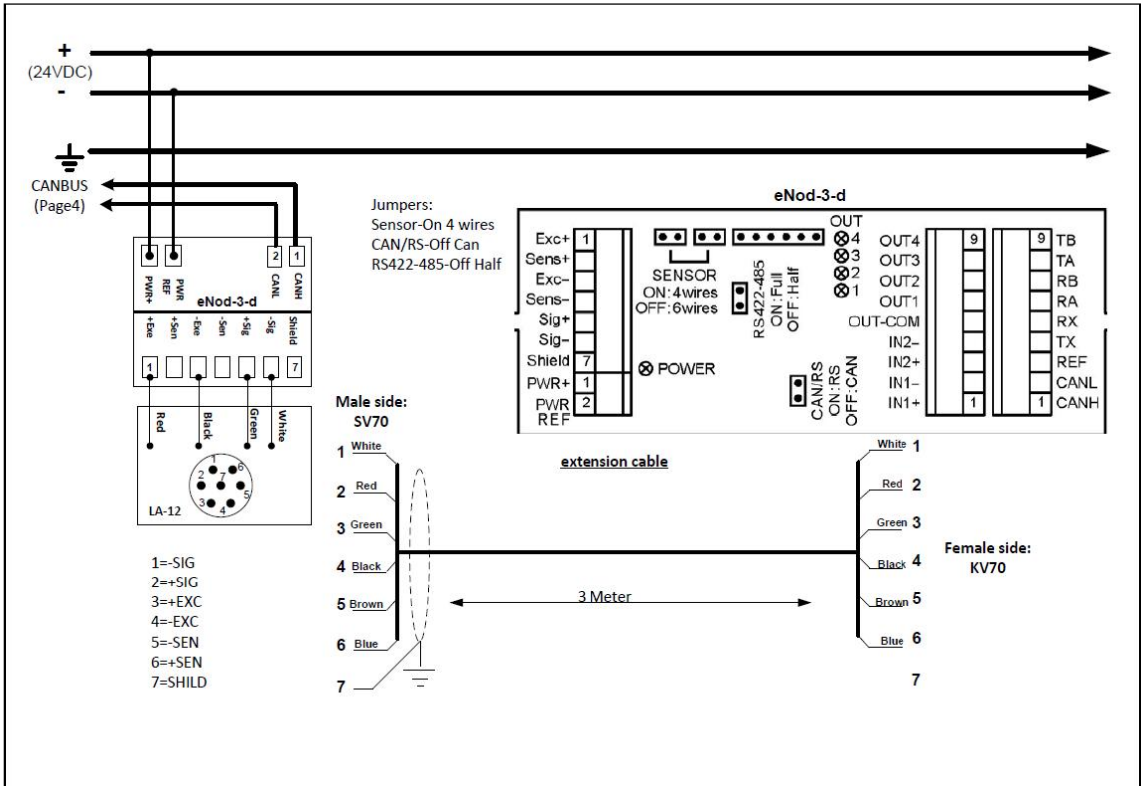 +
(24VDC)
-
CANBUS
(Page4)
2
1
PWR+
PWR
REF
CANL
CANH
eNod-3-d
+Exe
+Sen
-Exe
-Sen
+Sig
-Sig
Shield
1
7
Red
Black
Green
White
1
2
3
4
5
6
7
LA-12
1=-SIG
2=+SIG
3=+EXC
4=-EXC
5=-SEN
6=+SEN
7=SHILD
Jumpers:
Sensor-On 4 wires
CAN/RS-Off Can
RS422-485-Off Half
eNod-3-d
Exc+ 1
Sens+
Exc-
Sens-
Sig+
Sig-
Shield 7
PWR+ 1
PWR 2
REF
SENSOR
ON:4wires
OFF:6wires
RS422-485
ON:Full
OFF:Half
OUT
4
3
2
1
POWER
CAN/RS
ON:RS
OFF:CAN
OUT4 9
OUT3
OUT2
OUT1
OUT-COM
IN2-
IN2+
IN1-
IN1+ 1
9 TB
TA
RB
RA
RX
TX
REF
CANL
1 CANH
Male side:
SV70
1 White
2 Red
3 Green
4 Black
5 Brown
6 Blue
7
extension cable
3 Meter
White 1
Red 2
Green 3
Black 4
Brown 5
Blue 6
7
Female side:
KV70